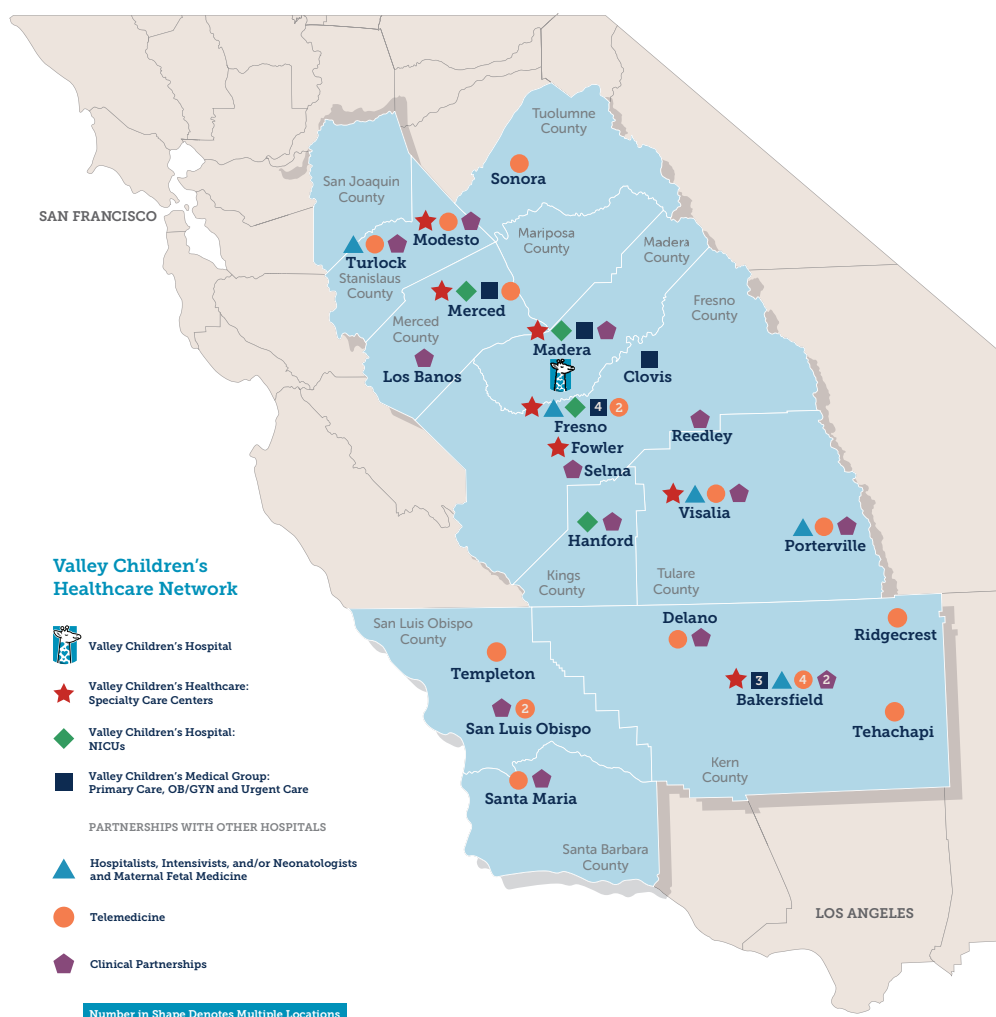 Tuolumne
County
Sonora
San Joaquin
County
SAN FRANCISCO
Modesto
Mariposa
County
Madera
County
Turlock
Stanislaus
County
Fresno
County
Merced
Merced
County
Madera
Los Banos
Clovis
4
2
Fresno
Reedley
Fowler
Selma
Visalia
Hanford
Porterville
Kings
County
Tulare
County
Valley Children's
Healthcare Network
Valley Children's Hospital
Valley Children's Healthcare:
Specialty Care Centers
Valley Children's Hospital:
NICUs
Valley Children's Medical Group:
Primary Care, OB/GYN and Urgent Care
PARTNERSHIPS WITH OTHER HOSPITALS
Hospitalists, Intensivists, and/or Neonatologists
and Maternal Fetal Medicine
Telemedicine
Clinical Partnerships
Number in Shape Denotes Multiple Locations
San Luis Obispo
County
Delano
Ridgecrest
Templeton
3
4
2
Bakersfield
2
San Luis Obispo
Tehachapi
Kern
County
Santa Maria
Santa Barbara
County
LOS ANGELES